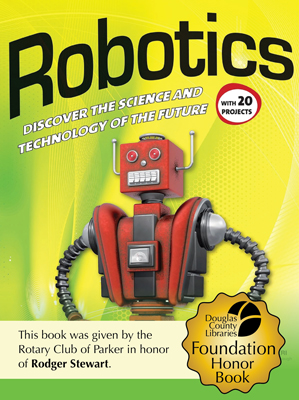 Robotics
DISCOVER THE SCIENCE AND
TECHNOLOGY OF THE FUTURE
WITH 20
PROJECTS
This book was given by the
Rotary Club of Parker in honor
of Rodger Stewart.
Douglas
County
Libraries
Foundation
Honor
Book